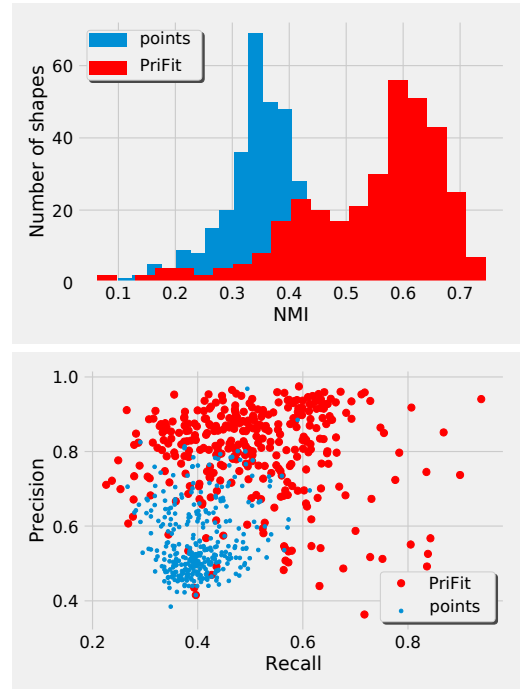 points
PriFit
Number of shapes
60
40
20
0
0.1 0.2 0.3 0.4 0.5 0.6 0.7
NMI
1.0
0.8
0.6
0.4
Precision
PriFit
points
0.2 0.4 0.6 0.8
Recall